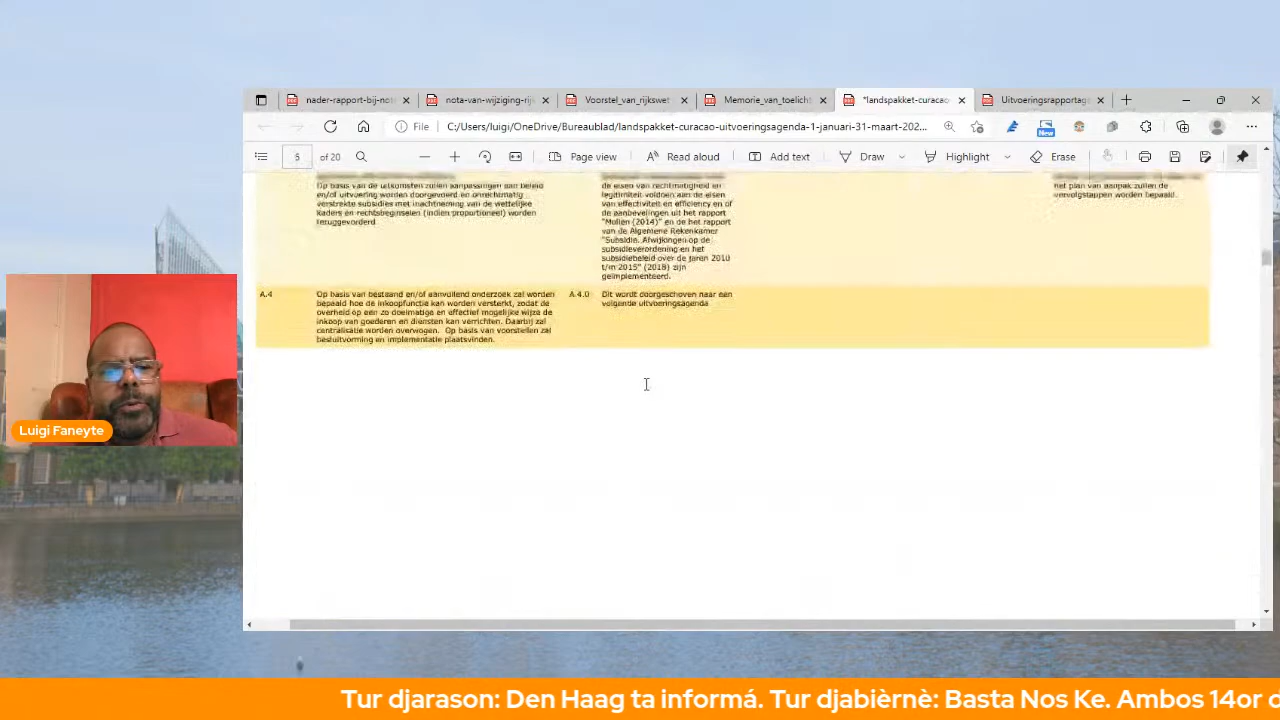 nader-rapport-bij-not
nota-van-wijziging-rijk
Voorstel_van_rijkswet
Memorie_van_toelicht
*landspakket-curacao
Uitvoeringsrapportag
File
C:/Users/luigi/OneDrive/Bureaublad/landspakket-curacao-uitvoeringsagenda-1-januari-31-maart-202...
New
5 of 20
Page view
Read aloud
Add text
Draw
Highlight
Erase
Op basis van de uitkomsten zullen aanpassingen aan beleid
en/of uitvoering worden doorgevoerd en onrechtmatig
verstrekte subsidies met inachtneming van de wettelijke
kaders en rechtsbeginselen (indien proportioneel) worden
teruggevorderd.
de eisen van rechtmatigheid en
legitimiteit voldoen aan de eisen
van effectiviteit en efficiency en of
de aanbevelingen uit het rapport
"Mollen (2014)" en de het rapport
van de Algemene Rekenkamer
"Subsidie. Afwijkingen op de
subsidieverordening en het
subsidiebeleid over de jaren 2010
t/m 2015" (2018) zijn
geïmplementeerd.
het plan van aanpak zullen de
vervolgstappen worden bepaald.
A.4
Op basis van bestaand en/of aanvullend onderzoek zal worden
bepaald hoe de inkoopfunctie kan worden versterkt, zodat de
overheid op een zo doelmatige en effectief mogelijke wijze de
inkoop van goederen en diensten kan verrichten. Daarbij zal
centralisatie worden overwogen. Op basis van voorstellen zal
besluitvorming en implementatie plaatsvinden.
A.4.0
Dit wordt doorgeschoven naar een
volgende uitvoeringsagenda
Luigi Faneyte
Tur djarason: Den Haag ta informá. Tur djabièrnè: Basta Nos Ke. Ambos 14or d